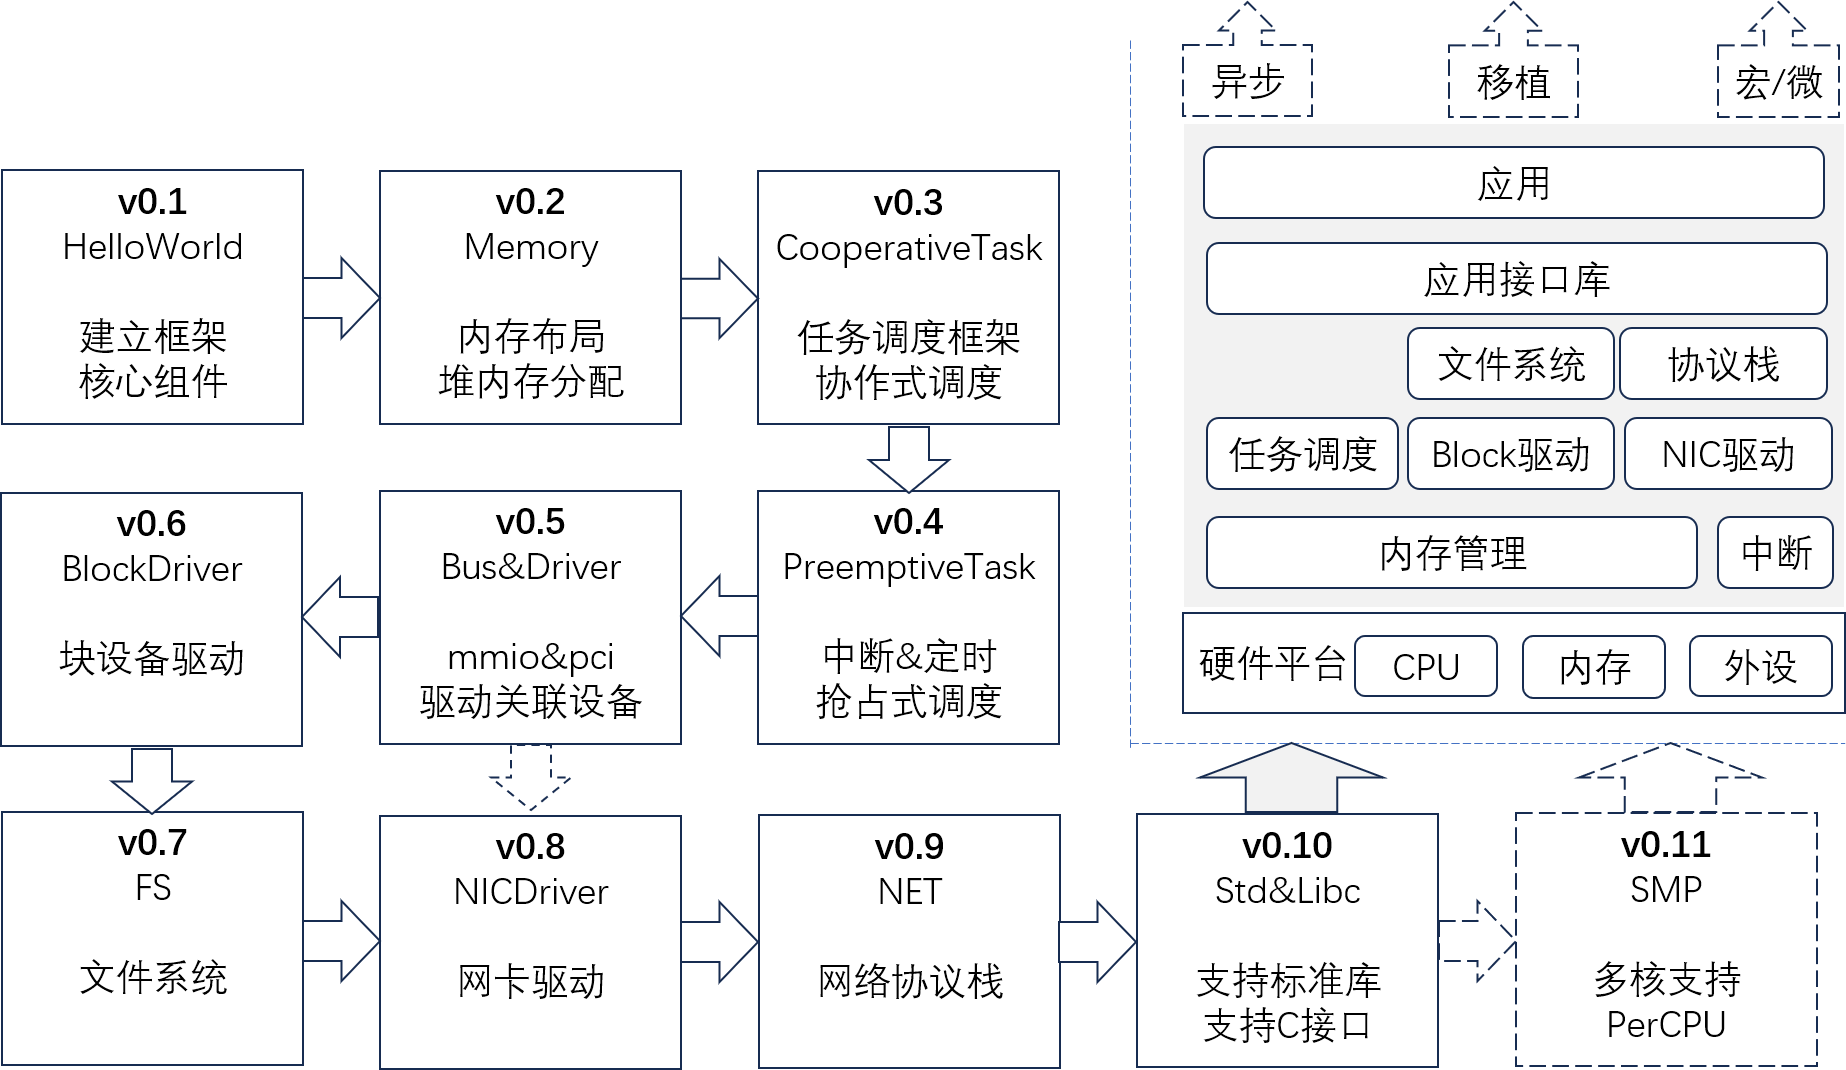 异步
移植
宏/微
v0.1
HelloWorld
建立框架
核心组件
v0.2
Memory
内存布局
堆内存分配
v0.3
CooperativeTask
任务调度框架
协作式调度
v0.4
PreemptiveTask
中断&定时
抢占式调度
v0.5
Bus&Driver
mmio&pci
驱动关联设备
v0.6
BlockDriver
块设备驱动
v0.7
FS
文件系统
v0.8
NICDriver
网卡驱动
v0.9
NET
网络协议栈
v0.10
Std&Libc
支持标准库
支持C接口
v0.11
SMP
多核支持
PerCPU
应用
应用接口库
文件系统
协议栈
任务调度
Block驱动
NIC驱动
内存管理
中断
硬件平台
CPU
内存
外设